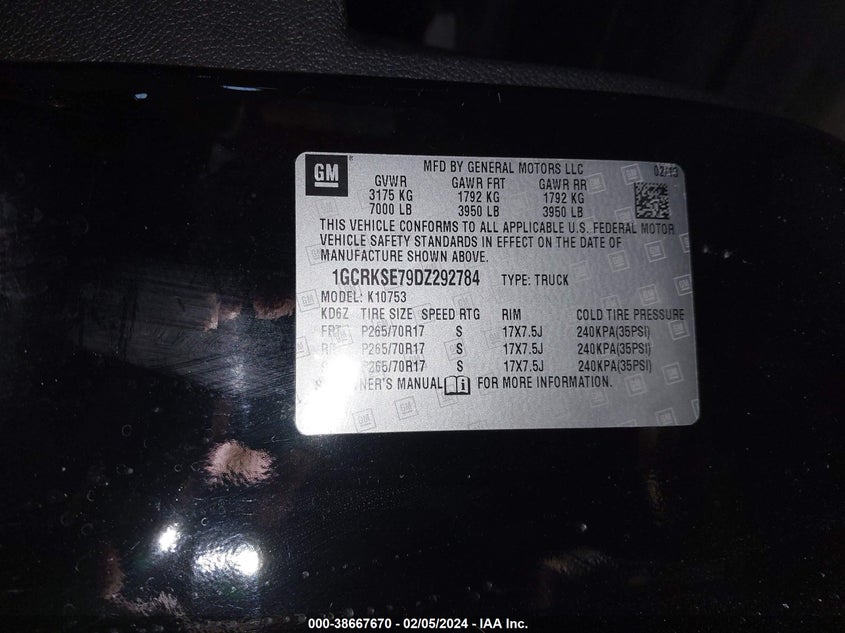 GM
MFD BY GENERAL MOTORS LLC
GVWR GAWR FRT GAWR RR
3175 KG 1792 KG 1792 KG
7000 LB 3950 LB 3950 LB
THIS VEHICLE CONFORMS TO ALL APPLICABLE U.S. FEDERAL MOTOR
VEHICLE SAFETY STANDARDS IN EFFECT ON THE DATE OF
MANUFACTURE SHOWN ABOVE.
1GCRKSE79DZ292784 TYPE: TRUCK
MODEL: K10753
KD6Z TIRE SIZE SPEED RTG RIM COLD TIRE PRESSURE
FRT P265/70R17 S 17X7.5J 240KPA(35PSI)
P265/70R17 S 17X7.5J 240KPA(35PSI)
P265/70R17 S 17X7.5J 240KPA(35PSI)
MANUAL FOR MORE INFORMATION.
000-38667670 - 02/05/2024 - IAA Inc.